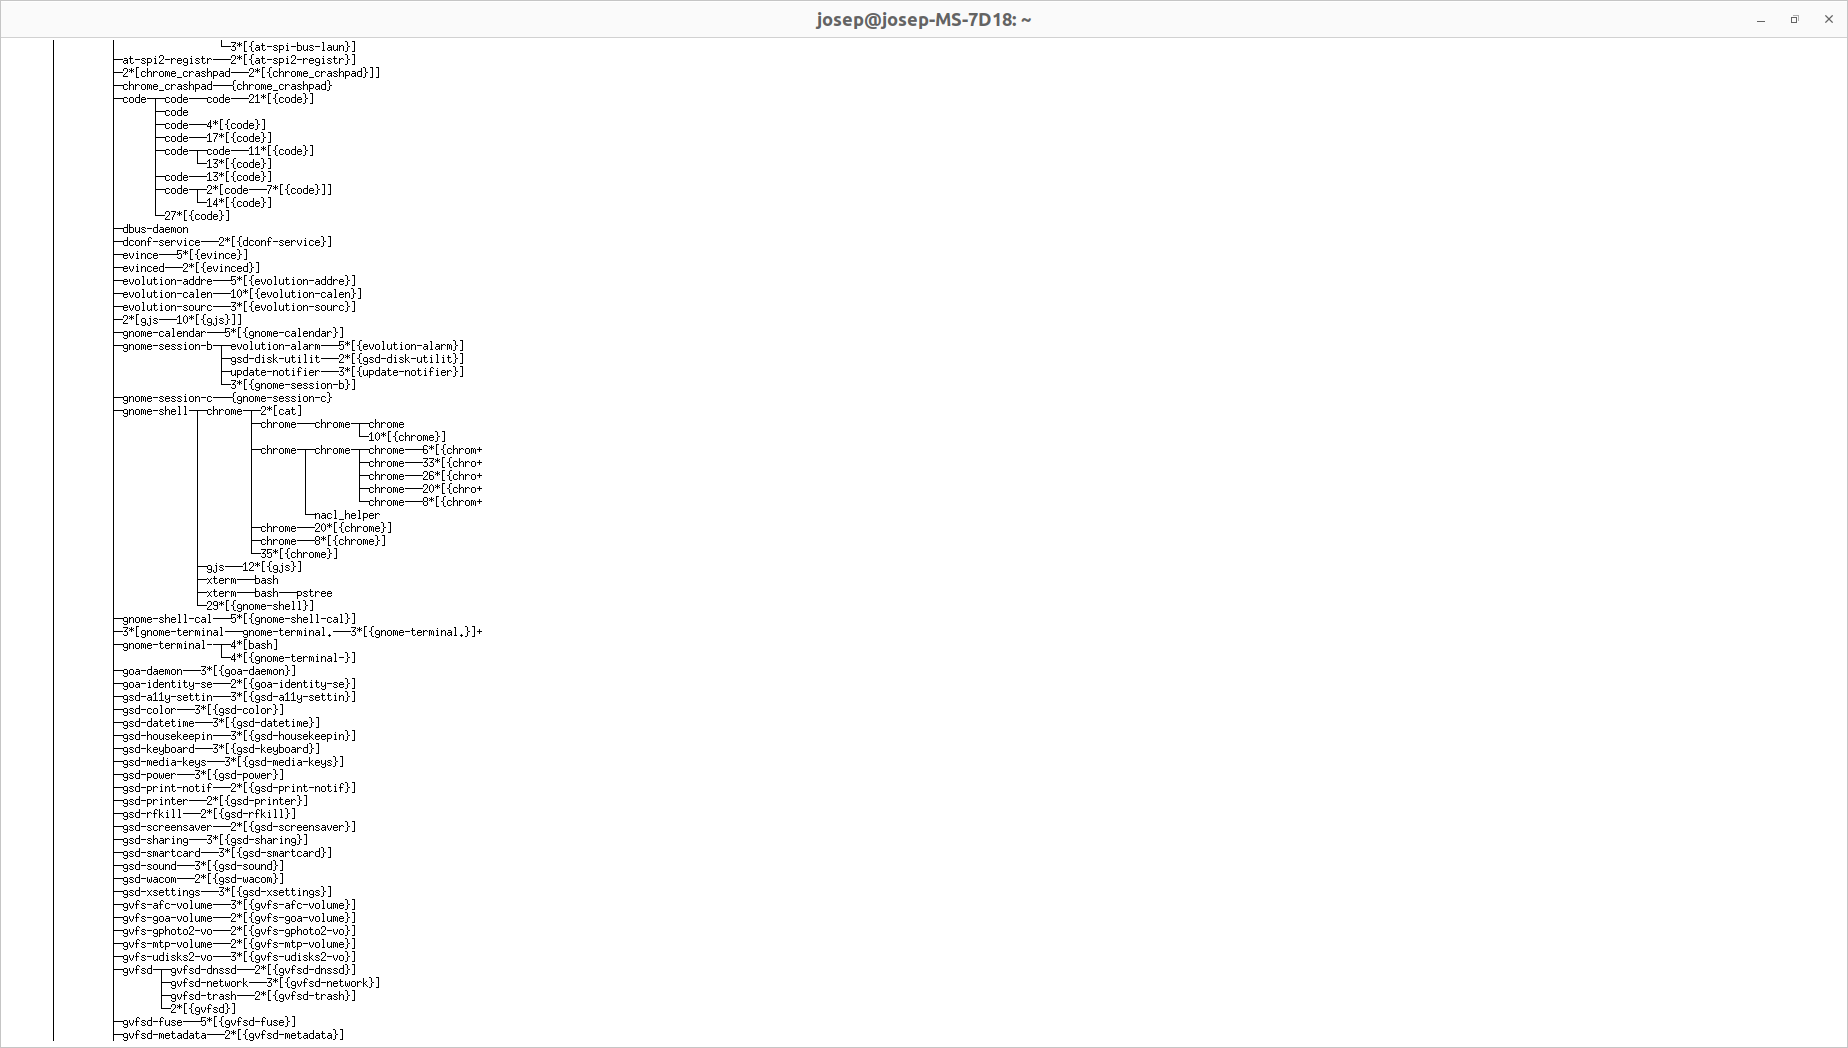 josep@josep-MS-7D18: ~
└─3*[{at-spi-bus-laun}]
├─at-spi2-registr───2*[{at-spi2-registr}]
├─2*[chrome_crashpad───2*[{chrome_crashpad}]]
├─chrome_crashpad───{chrome_crashpad}
├─code─┬─code───code───21*[{code}]
├─code
├─code───4*[{code}]
├─code───17*[{code}]
├─code─┬─code───11*[{code}]
└─13*[{code}]
├─code───13*[{code}]
├─code─┬─2*[code───7*[{code}]]
└─14*[{code}]
└─27*[{code}]
├─dbus-daemon
├─dconf-service───2*[{dconf-service}]
├─evince───5*[{evince}]
├─evinced───2*[{evinced}]
├─evolution-addre───5*[{evolution-addre}]
├─evolution-calen───10*[{evolution-calen}]
├─evolution-sourc───3*[{evolution-sourc}]
├─2*[gjs───10*[{gjs}]]
├─gnome-calendar───5*[{gnome-calendar}]
├─gnome-session-b─┬─evolution-alarm───5*[{evolution-alarm}]
├─gsd-disk-utilit───2*[{gsd-disk-utilit}]
├─update-notifier───3*[{update-notifier}]
└─3*[{gnome-session-b}]
├─gnome-session-c───{gnome-session-c}
├─gnome-shell─┬─chrome─┬─2*[cat]
├─chrome───chrome─┬─chrome
└─10*[{chrome}]
├─chrome─┬─chrome─┬─chrome───6*[{chrom+
├─chrome───33*[{chro+
├─chrome───26*[{chro+
├─chrome───20*[{chro+
└─chrome───8*[{chrom+
└─nacl_helper
├─chrome───20*[{chrome}]
├─chrome───8*[{chrome}]
└─35*[{chrome}]
├─gjs───12*[{gjs}]
├─xterm───bash
├─xterm───bash───pstree
└─29*[{gnome-shell}]
├─gnome-shell-cal───5*[{gnome-shell-cal}]
├─3*[gnome-terminal───gnome-terminal.───3*[{gnome-terminal.}]+
├─gnome-terminal-─┬─4*[bash]
└─4*[{gnome-terminal-}]
├─goa-daemon───3*[{goa-daemon}]
├─goa-identity-se───2*[{goa-identity-se}]
├─gsd-a11y-settin───3*[{gsd-a11y-settin}]
├─gsd-color───3*[{gsd-color}]
├─gsd-datetime───3*[{gsd-datetime}]
├─gsd-housekeepin───3*[{gsd-housekeepin}]
├─gsd-keyboard───3*[{gsd-keyboard}]
├─gsd-media-keys───3*[{gsd-media-keys}]
├─gsd-power───3*[{gsd-power}]
├─gsd-print-notif───2*[{gsd-print-notif}]
├─gsd-printer───2*[{gsd-printer}]
├─gsd-rfkill───2*[{gsd-rfkill}]
├─gsd-screensaver───2*[{gsd-screensaver}]
├─gsd-sharing───3*[{gsd-sharing}]
├─gsd-smartcard───3*[{gsd-smartcard}]
├─gsd-sound───3*[{gsd-sound}]
├─gsd-wacom───2*[{gsd-wacom}]
├─gsd-xsettings───3*[{gsd-xsettings}]
├─gvfs-afc-volume───3*[{gvfs-afc-volume}]
├─gvfs-goa-volume───2*[{gvfs-goa-volume}]
├─gvfs-gphoto2-vo───2*[{gvfs-gphoto2-vo}]
├─gvfs-mtp-volume───2*[{gvfs-mtp-volume}]
├─gvfs-udisks2-vo───3*[{gvfs-udisks2-vo}]
├─gvfsd─┬─gvfsd-dnssd───2*[{gvfsd-dnssd}]
├─gvfsd-network───3*[{gvfsd-network}]
├─gvfsd-trash───2*[{gvfsd-trash}]
└─2*[{gvfsd}]
├─gvfsd-fuse───5*[{gvfsd-fuse}]
├─gvfsd-metadata───2*[{gvfsd-metadata}]